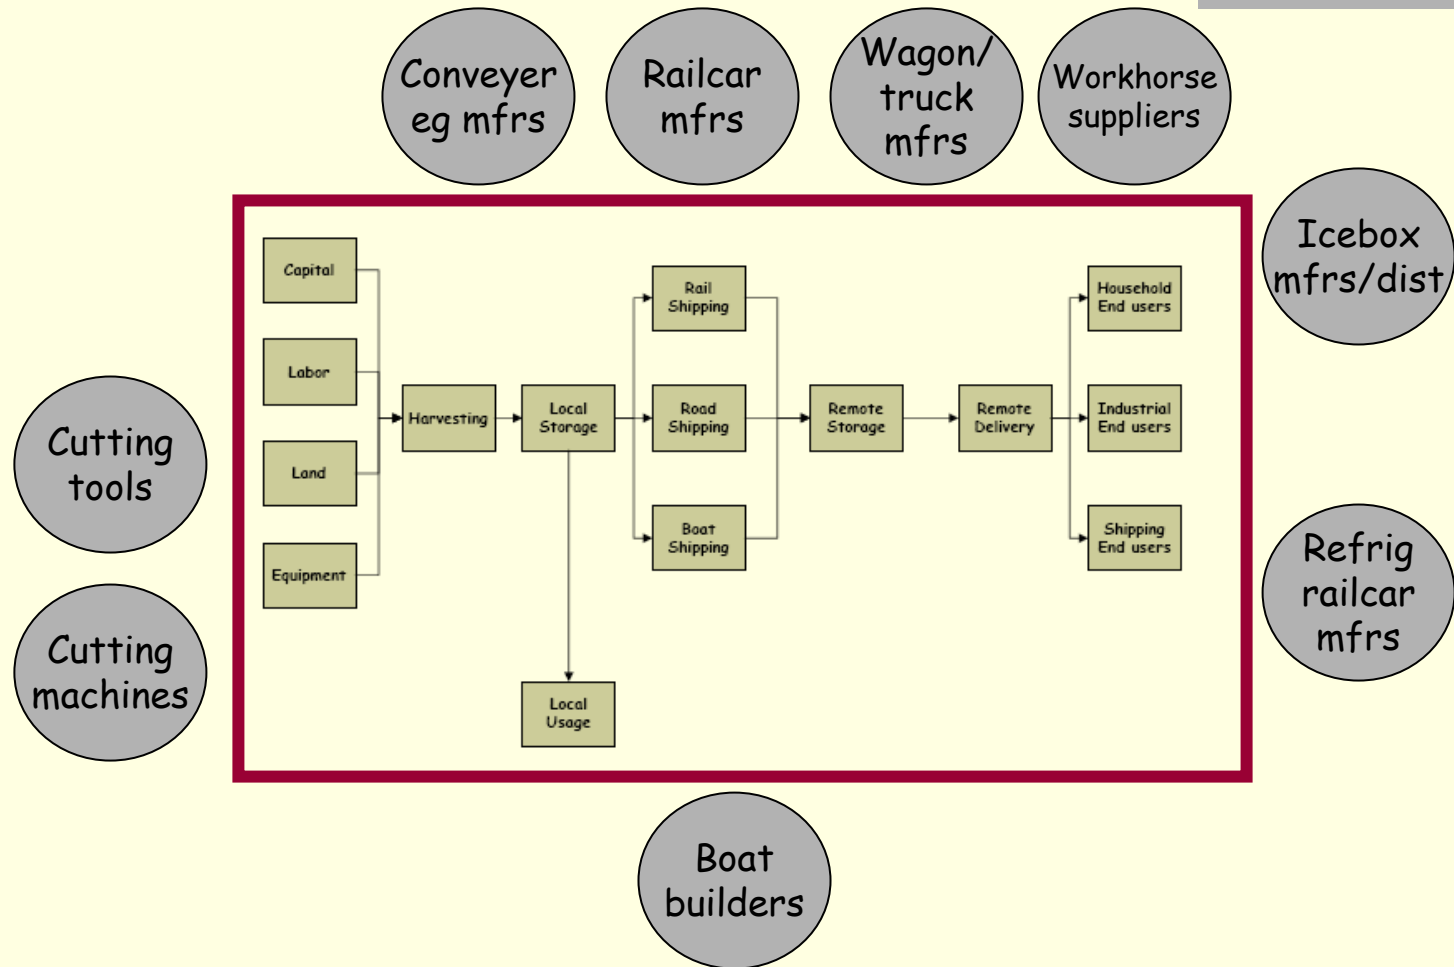 Conveyer
eg mfrs
Railcar
mfrs
Wagon/
truck
mfrs
Workhorse
suppliers
Icebox
mfrs/dist
Refrig
railcar
mfrs
Cutting
tools
Cutting
machines
Boat
builders
Capital
Labor
Land
Equipment
Harvesting
Local
Storage
Local
Usage
Rail
Shipping
Road
Shipping
Boat
Shipping
Remote
Storage
Remote
Delivery
Household
End users
Industrial
End users
Shipping
End users